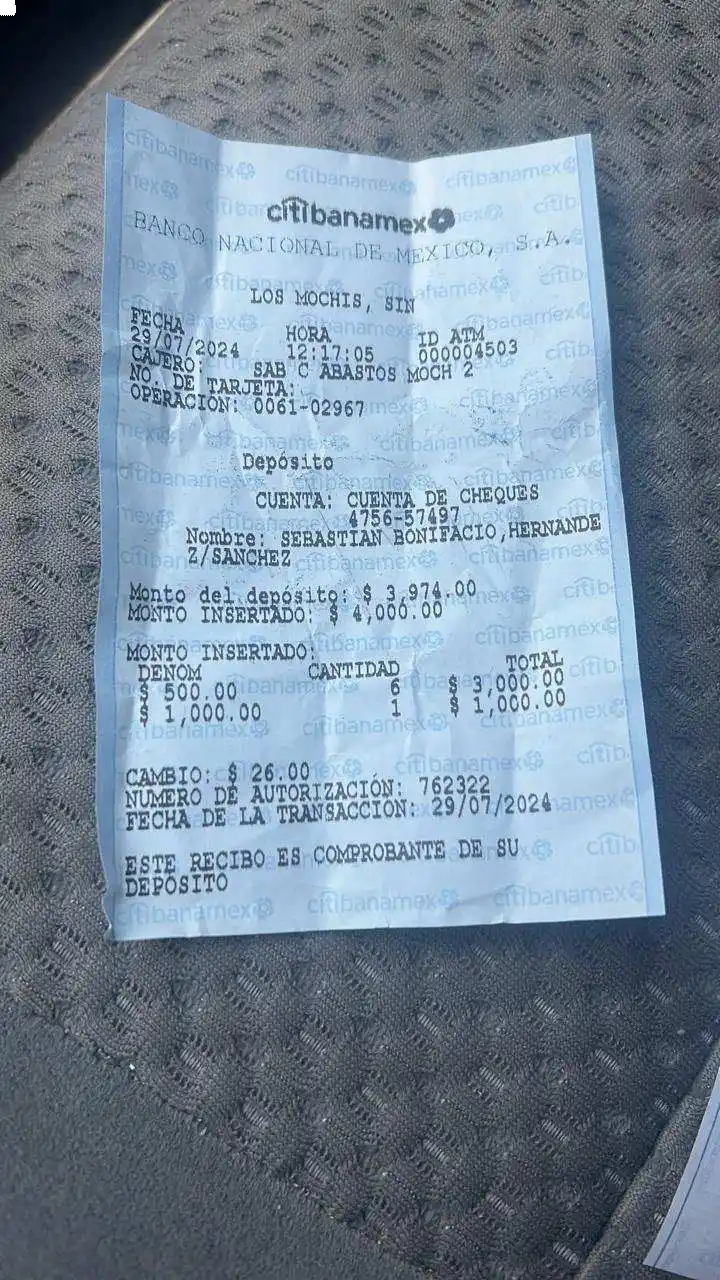 citibanamex
BANCO NACIONAL DE MEXICO, S.A.
LOS MOCHIS, SIN
FECHA HORA ID ATM
29/07/2024 12:17:05 000004503
CAJERO: SAB C ABASTOS MOCH 2
NO. DE TARJETA:
OPERACIÓN: 0061-02967
Depósito
CUENTA: CUENTA DE CHEQUES
4756-57497
Nombre: SEBASTIAN BONIFACIO,HERNANDE
Z/SANCHEZ
Monto del depósito: $ 3,974.00
MONTO INSERTADO: $ 4,000.00
MONTO INSERTADO:
DENOM CANTIDAD TOTAL
$ 500.00 6 $ 3,000.00
$ 1,000.00 1 $ 1,000.00
CAMBIO: $ 26.00
NUMERO DE AUTORIZACIÓN: 762322
FECHA DE LA TRANSACCIÓN: 29/07/2024
ESTE RECIBO ES COMPROBANTE DE SU
DEPÓSITO